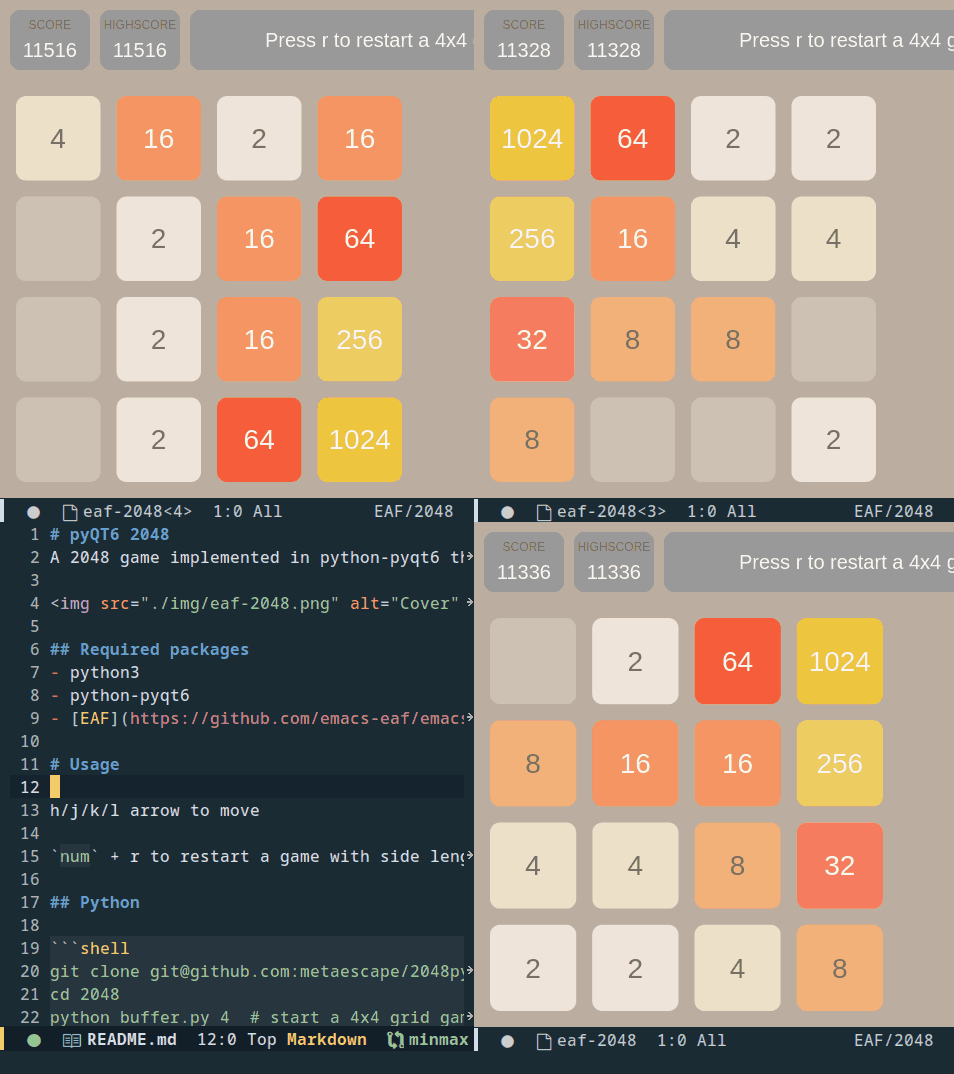 SCORE HIGHSCORE
11516 11516 Press r to restart a 4x4
4 16 2 16
2 16 64
2 16 256
2 64 1024
eaf-2048<4> 1:0 All EAF/2048
SCORE HIGHSCORE
11328 11328 Press r to restart a 4x4 g
1024 64 2 2
256 16 4 4
32 8 8
8 2
eaf-2048<3> 1:0 All EAF/2048
1 # pyQT6 2048
2 A 2048 game implemented in python-pyqt6 th
3
4 <img src="./img/eaf-2048.png" alt="Cover"
5
6 ## Required packages
7 - python3
8 - python-pyqt6
9 - [EAF](https://github.com/emacs-eaf/emacs
10
11 # Usage
12
13 h/j/k/l arrow to move
14
15 `num` + r to restart a game with side leng
16
17 ## Python
18
19 ```shell
20 git clone git@github.com:metaescape/2048py
21 cd 2048
22 python buffer.py 4 # start a 4x4 grid gam
README.md 12:0 Top Markdown minmax
SCORE HIGHSCORE
11336 11336 Press r to restart a 4x4 g
2 64 1024
8 16 16 256
4 4 8 32
2 2 4 8
eaf-2048 1:0 All EAF/2048